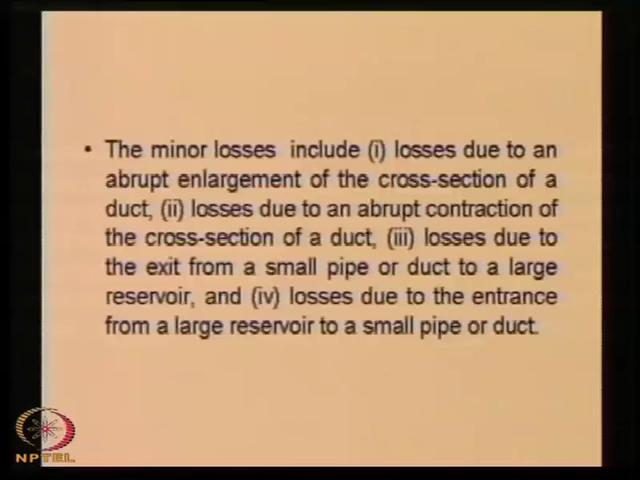 • The minor losses include (i) losses due to an
abrupt enlargement of the cross-section of a
duct, (ii) losses due to an abrupt contraction of
the cross-section of a duct, (iii) losses due to
the exit from a small pipe or duct to a large
reservoir, and (iv) losses due to the entrance
from a large reservoir to a small pipe or duct.
NPTEL